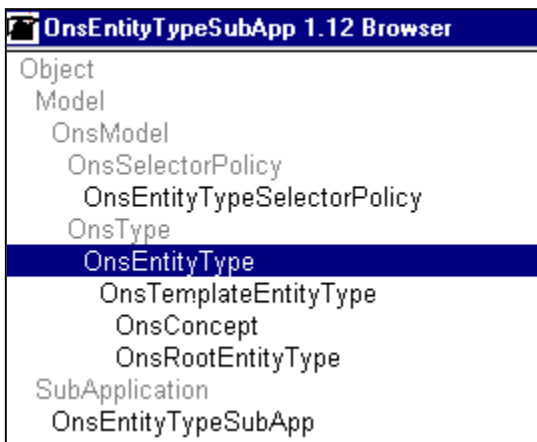 OnsEntityTypeSubApp 1.12 Browser
Object
Model
OnsModel
OnsSelectorPolicy
OnsEntityTypeSelectorPolicy
OnsType
OnsEntityType
OnsTemplateEntityType
OnsConcept
OnsRootEntityType
SubApplication
OnsEntityTypeSubApp